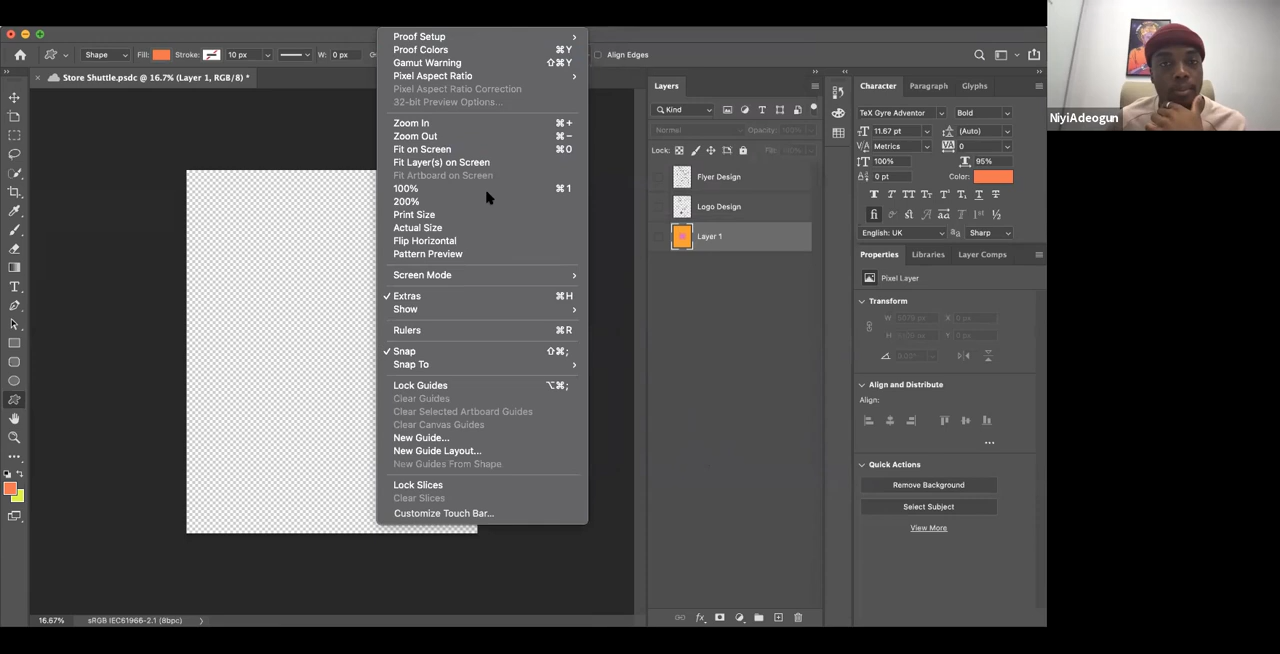 Shape
Fill:
Stroke:
10 px
W: 0 px
Align Edges
Store Shuttle.psdc @ 16.7% (Layer 1, RGB/8) *
Proof Setup
Proof Colors ⌘Y
Gamut Warning ⇧⌘Y
Pixel Aspect Ratio
Pixel Aspect Ratio Correction
32-bit Preview Options...
Zoom In ⌘+
Zoom Out ⌘−
Fit on Screen ⌘0
Fit Layer(s) on Screen
Fit Artboard on Screen
100% ⌘1
200%
Print Size
Actual Size
Flip Horizontal
Pattern Preview
Screen Mode
Extras ⌘H
Show
Rulers ⌘R
Snap ⇧⌘;
Snap To
Lock Guides ⌥⌘;
Clear Guides
Clear Selected Artboard Guides
Clear Canvas Guides
New Guide...
New Guide Layout...
New Guides From Shape
Lock Slices
Clear Slices
Customize Touch Bar...
16.67% sRGB IEC61966-2.1 (8bpc)
Layers
Kind
Normal
Opacity:
Lock:
Flyer Design
Logo Design
Layer 1
Character Paragraph Glyphs
TeX Gyre Adventor Bold
11.67 pt (Auto)
Metrics 0
100% 95%
0 pt Color:
English: UK Sharp
Properties Libraries Layer Comps
Pixel Layer
Transform
W
X 0 px
H
Y 0 px
Align and Distribute
Align:
Quick Actions
Remove Background
Select Subject
View More
NiyiAdeogun